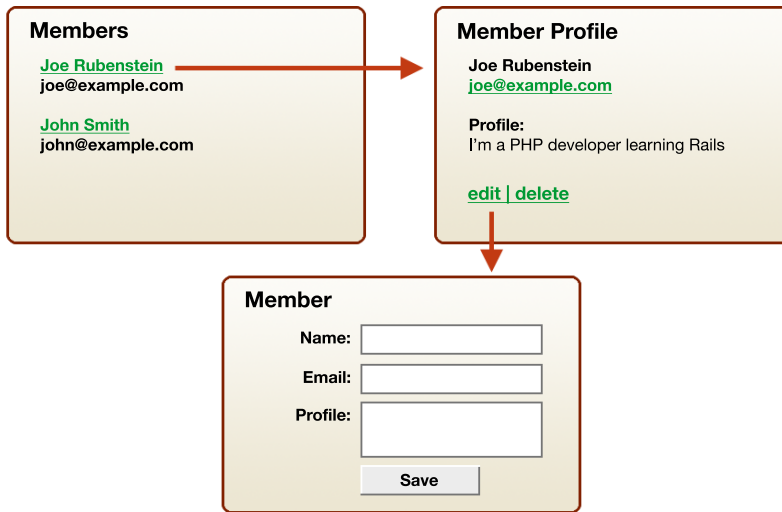 Members
Joe Rubenstein
joe@example.com
John Smith
john@example.com
Member Profile
Joe Rubenstein
joe@example.com
Profile:
I'm a PHP developer learning Rails
edit | delete
Member
Name:
Email:
Profile:
Save